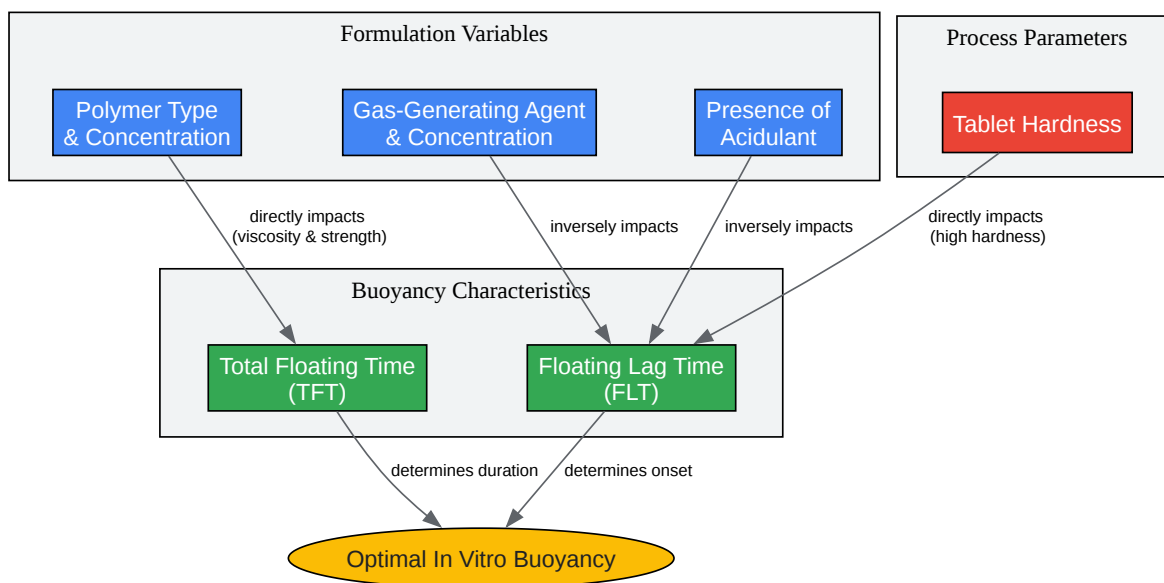 Formulation Variables
Process Parameters
Polymer Type
& Concentration
Gas-Generating Agent
& Concentration
Presence of
Acidulant
Tablet Hardness
directly impacts
(viscosity & strength)
inversely impacts
inversely impacts
directly impacts
(high hardness)
Buoyancy Characteristics
Total Floating Time
(TFT)
Floating Lag Time
(FLT)
determines duration
determines onset
Optimal In Vitro Buoyancy